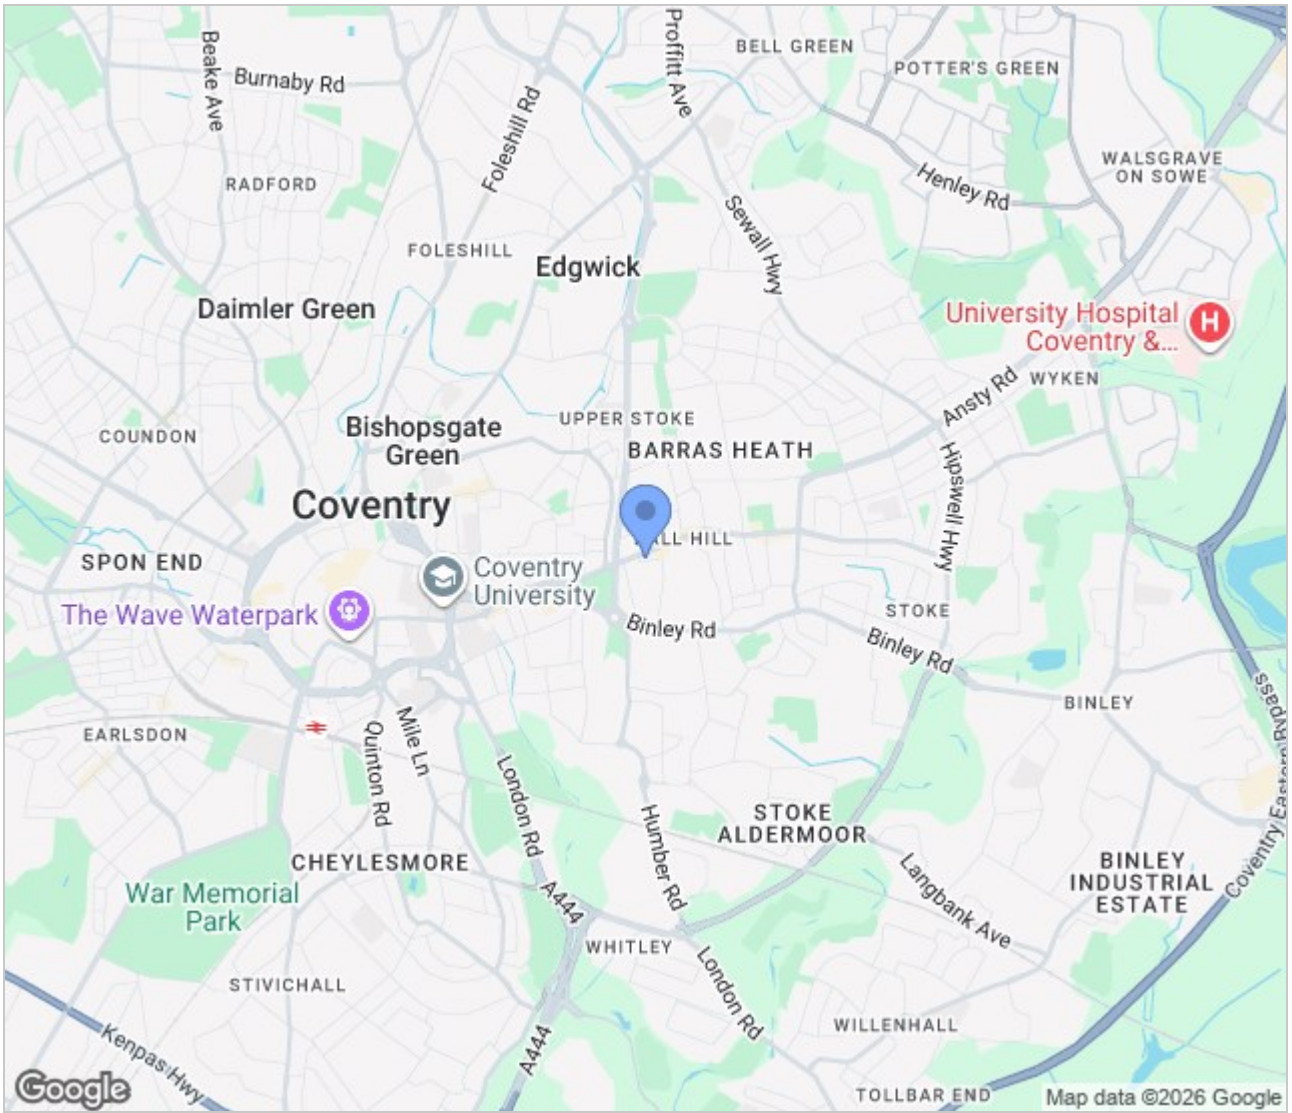 BELL GREEN
POTTER'S GREEN
Proffitt Ave
Beake Ave
Burnaby Rd
Foleshill Rd
WALSGRAVE
ON SOWE
Henley Rd
RADFORD
Sewall Hwy
FOLESHILL
Edgwick
Daimler Green
University Hospital
Coventry &...
H
WYKEN
Ansty Rd
UPPER STOKE
Bishopsgate
Green
COUNDON
BARRAS HEATH
Hipswell Hwy
Coventry
ALL HILL
SPON END
Coventry
University
The Wave Waterpark
STOKE
Binley Rd
Binley Rd
BINLEY
EARLSDON
Mile Ln
Quinton Rd
London Rd
Coventry Eastern Bypass
STOKE
ALDERMOOR
Humber Rd
CHEYLESMORE
BINLEY
INDUSTRIAL
ESTATE
Langbank Ave
War Memorial
Park
A444
WHITLEY
London Rd
STIVICHALL
WILLENHALL
Kenpas Hwy
A444
TOLLBAR END
Google
Map data ©2026 Google